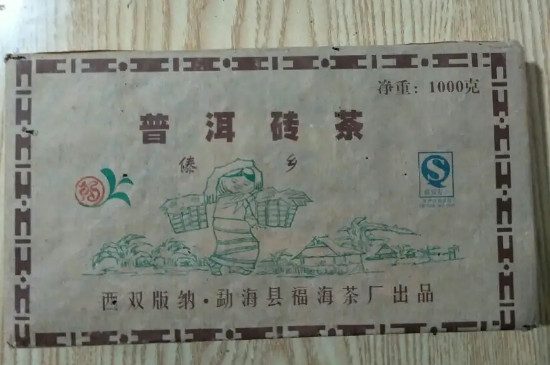 净重：1000克
普洱砖茶
傣 乡
福
西双版纳·勐海县福海茶厂出品